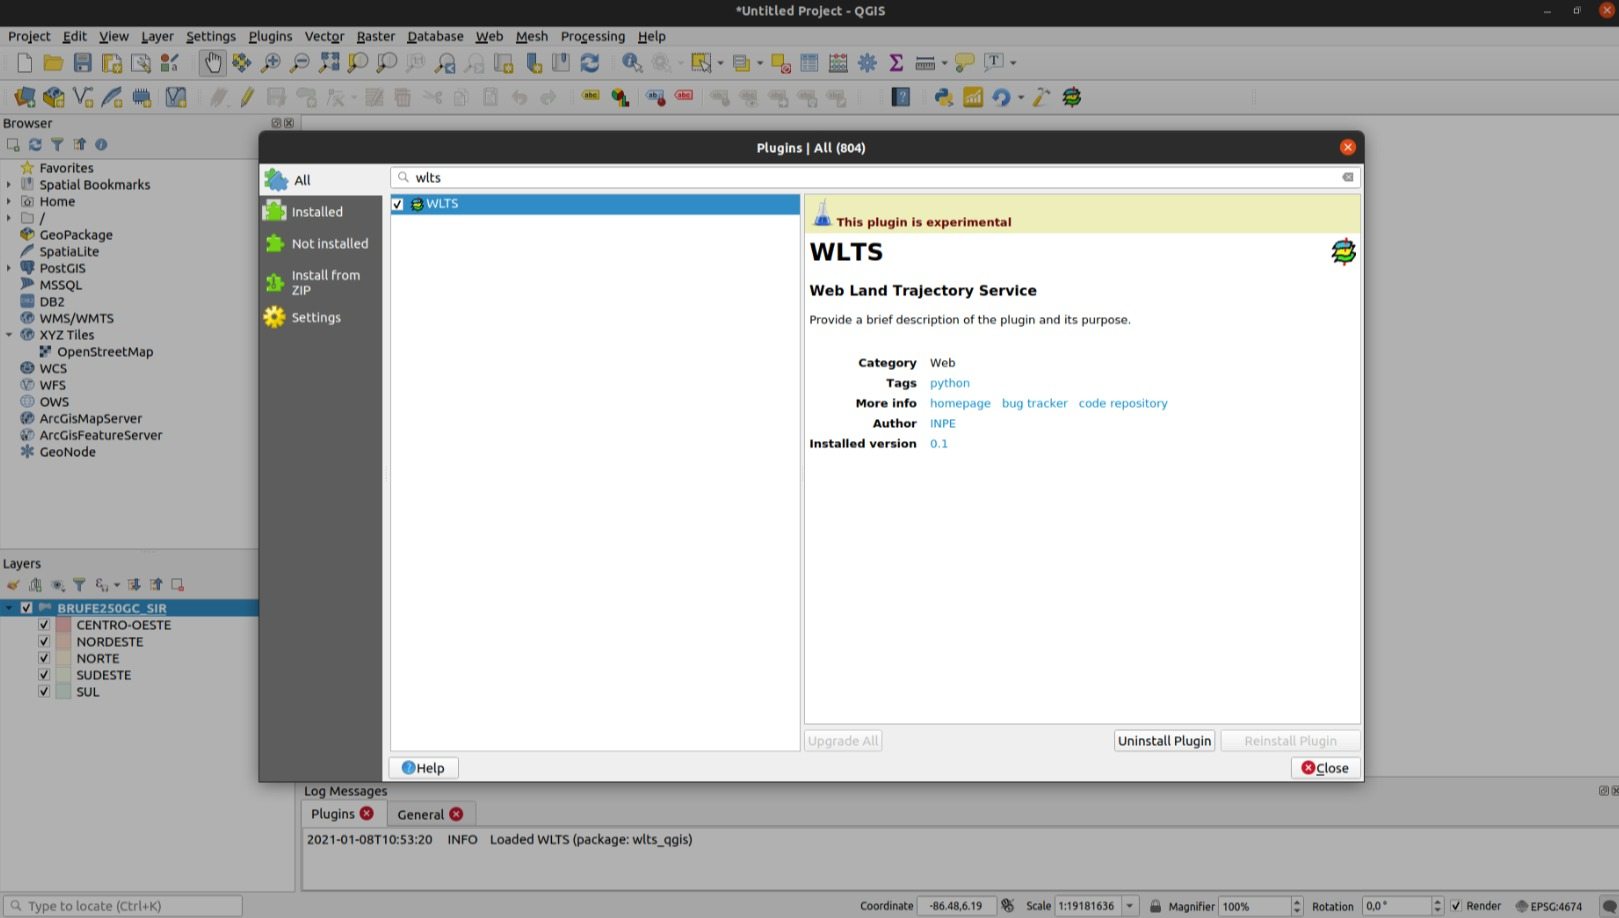 *Untitled Project - QGIS
Project Edit View Layer Settings Plugins Vector Raster Database Web Mesh Processing Help
Browser
Favorites
Spatial Bookmarks
Home
/
GeoPackage
SpatiaLite
PostGIS
MSSQL
DB2
WMS/WMTS
XYZ Tiles
OpenStreetMap
WCS
WFS
OWS
ArcGisMapServer
ArcGisFeatureServer
GeoNode
Layers
BRUFE250GC_SIR
CENTRO-OESTE
NORDESTE
NORTE
SUDESTE
SUL
Plugins | All (804)
All
Installed
Not installed
Install from
ZIP
Settings
wlts
WLTS
This plugin is experimental
WLTS
Web Land Trajectory Service
Provide a brief description of the plugin and its purpose.
Category Web
Tags python
More info homepage bug tracker code repository
Author INPE
Installed version 0.1
Upgrade All Uninstall Plugin Reinstall Plugin
Help Close
Log Messages
Plugins General
2021-01-08T10:53:20 INFO Loaded WLTS (package: wlts_qgis)
Type to locate (Ctrl+K) Coordinate -86.48,6.19 Scale 1:19181636 Magnifier 100% Rotation 0,0° Render EPSG:4674